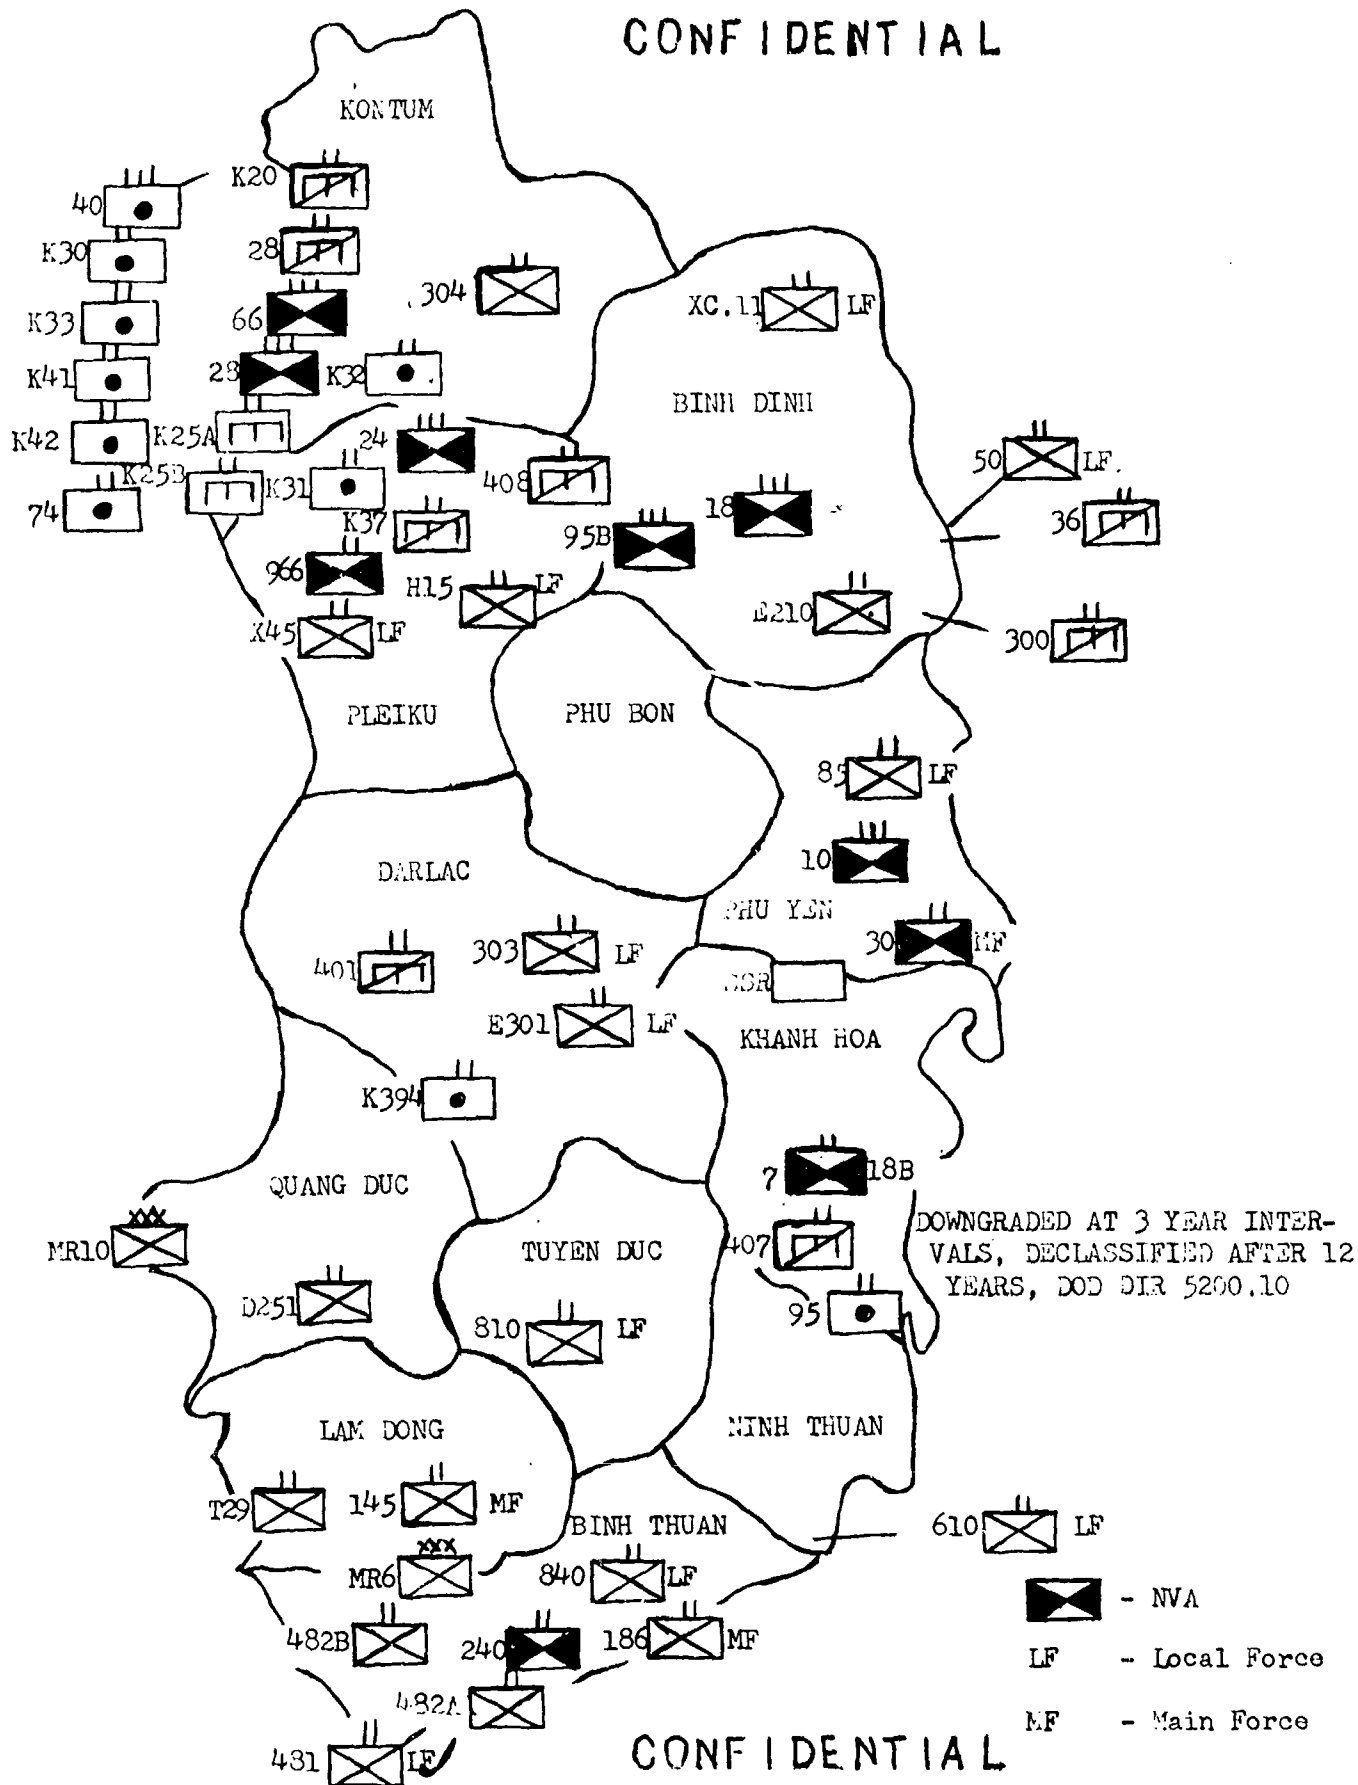 CONFIDENTIAL
KONTUM
K20
40
K30
28
304
XC.11 LF
66
K33
28
K32
K41
BINH DINH
K42
K25A
24
50 LF
K25B
K31
408
74
18
36
K37
95B
966
H15 LF
E210
K45 LF
300
PLEIKU
PHU BON
85 LF
10
DARLAC
PHU YEN
303 LF
30 MF
401
E301 LF
KHANH HOA
K394
7 18B
QUANG DUC
DOWNGRADED AT 3 YEAR INTER-
VALS, DECLASSIFIED AFTER 12
YEARS, DOD DIR 5200.10
MR10
TUYEN DUC
407
D251
95
810 LF
LAM DONG
NINH THUAN
T29
145 MF
BINH THUAN
610 LF
MR6
840 LF
- NVA
482B
240
186 MF
LF - Local Force
482A
MF - Main Force
481 LF
CONFIDENTIAL